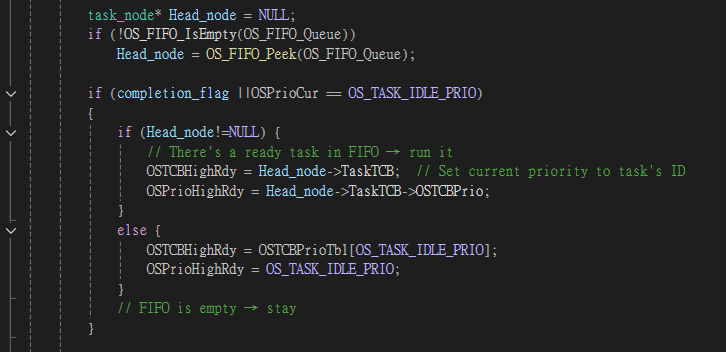 task_node* Head_node = NULL;
if (!OS_FIFO_IsEmpty(OS_FIFO_Queue))
Head_node = OS_FIFO_Peek(OS_FIFO_Queue);
if (completion_flag ||OSPrioCur == OS_TASK_IDLE_PRIO)
{
if (Head_node!=NULL) {
// There's a ready task in FIFO → run it
OSTCBHighRdy = Head_node->TaskTCB; // Set current priority to task's ID
OSPrioHighRdy = Head_node->TaskTCB->OSTCBPrio;
}
else {
OSTCBHighRdy = OSTCBPrioTbl[OS_TASK_IDLE_PRIO];
OSPrioHighRdy = OS_TASK_IDLE_PRIO;
}
// FIFO is empty → stay
}